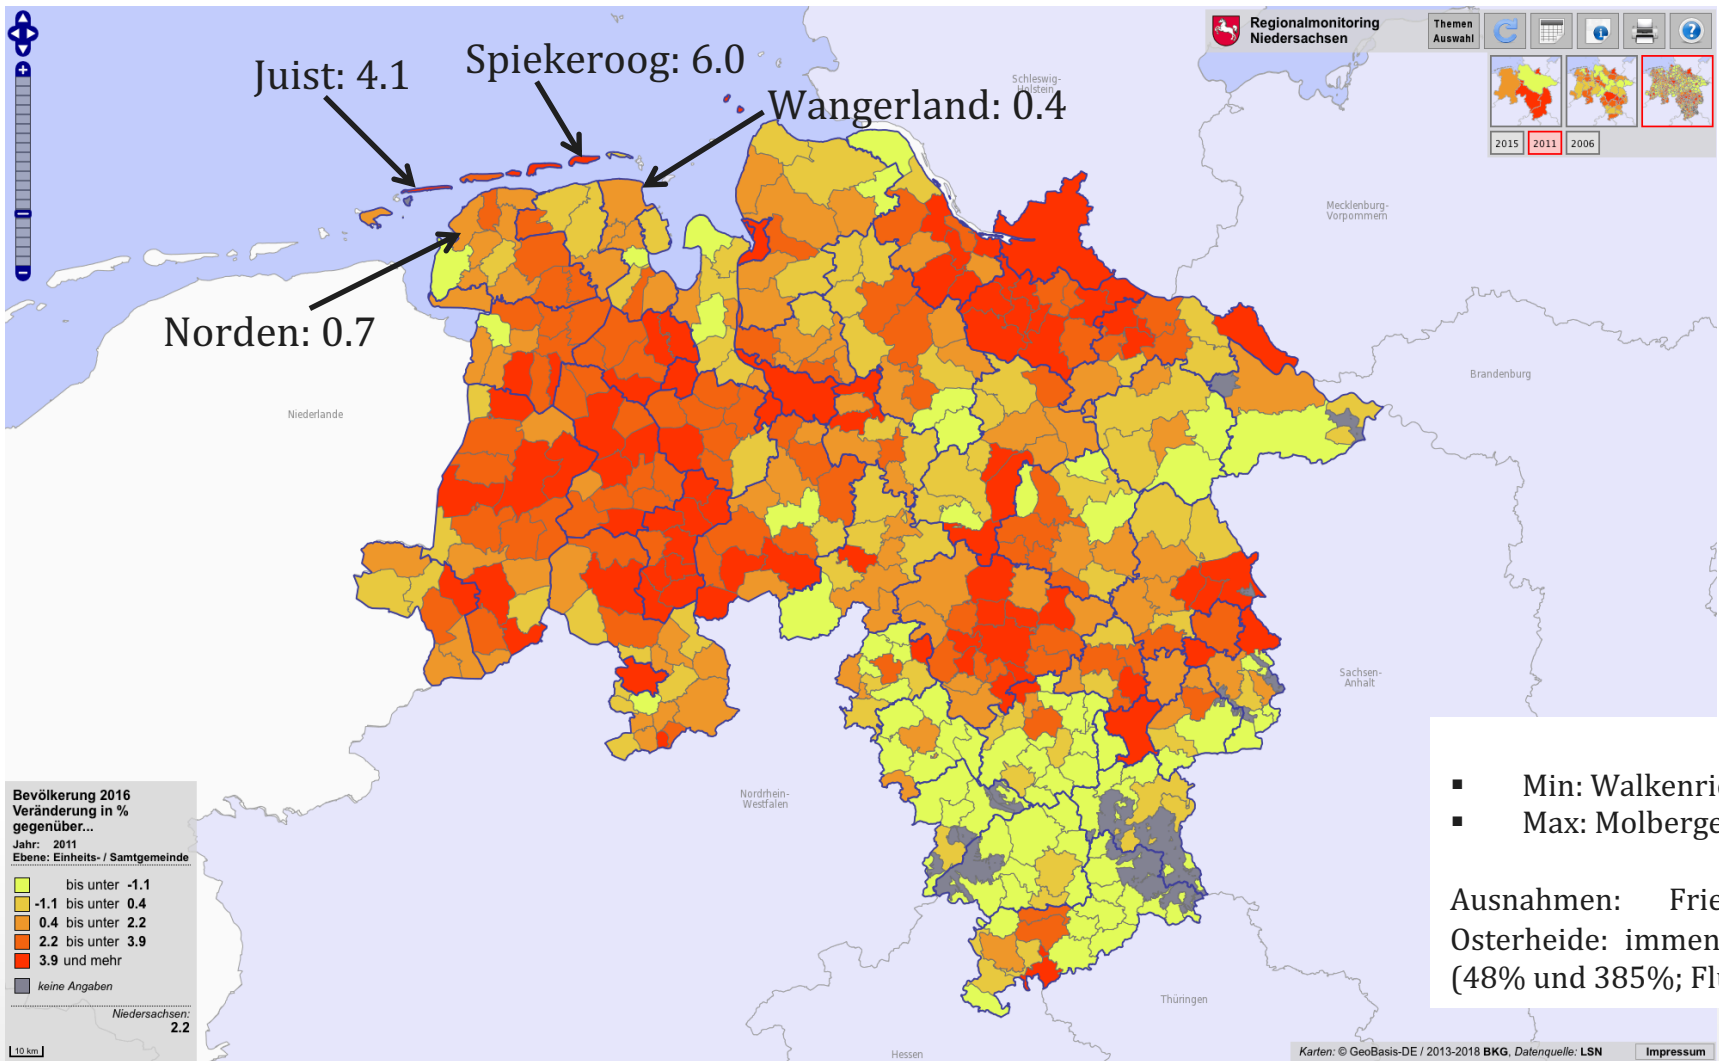 Regionalmonitoring
Niedersachsen
Themen
Auswahl
2015 2011 2006
Juist: 4.1
Spiekeroog: 6.0
Wangerland: 0.4
Norden: 0.7
Schleswig-
Holstein
Mecklenburg-
Vorpommern
Brandenburg
Niederlande
Sachsen-
Anhalt
Nordrhein-
Westfalen
Thüringen
Hessen
Bevölkerung 2016
Veränderung in %
gegenüber...
Jahr: 2011
Ebene: Einheits- / Samtgemeinde
bis unter -1.1
-1.1 bis unter 0.4
0.4 bis unter 2.2
2.2 bis unter 3.9
3.9 und mehr
keine Angaben
Niedersachsen:
2.2
10 km
▪ Min: Walkenrie
▪ Max: Molberge
Ausnahmen: Frie
Osterheide: immen
(48% und 385%; Flu
Karten: © GeoBasis-DE / 2013-2018 BKG, Datenquelle: LSN
Impressum